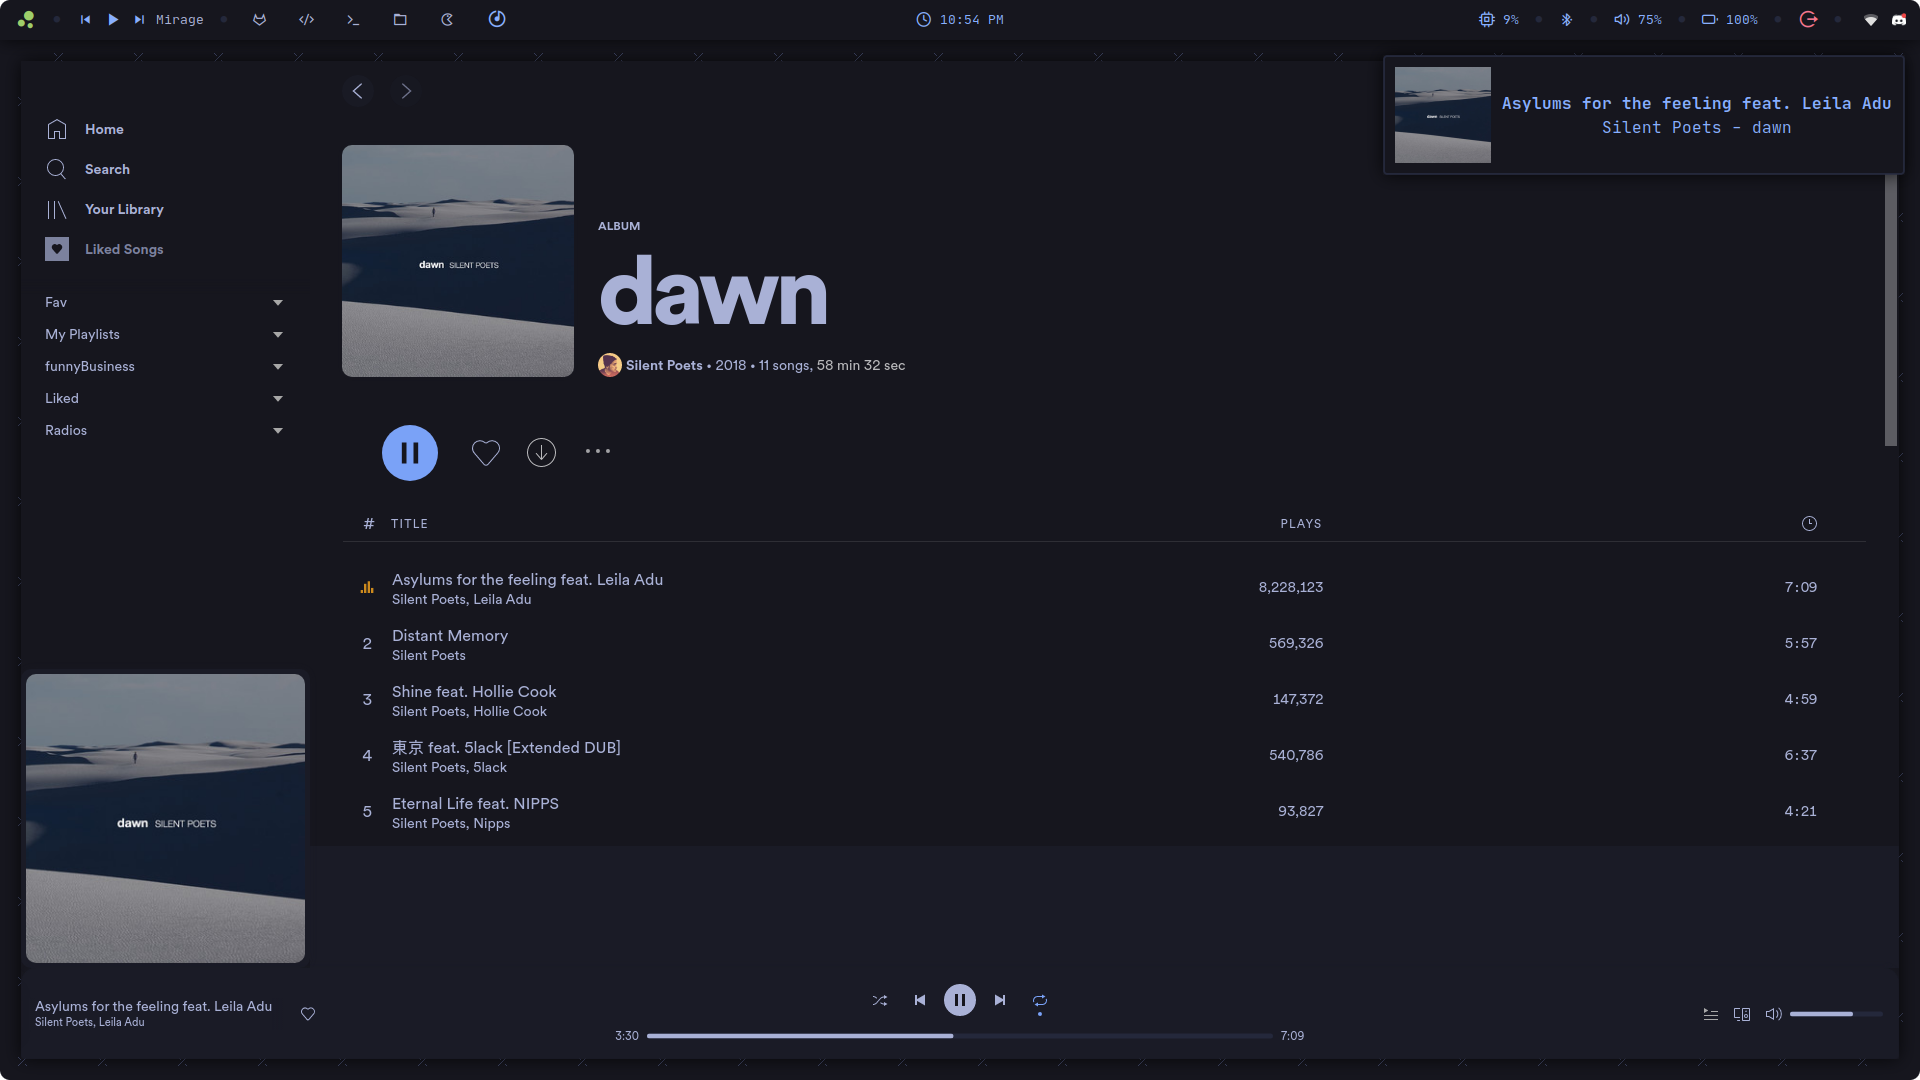 Mirage
10:54 PM
9%
75%
100%
Asylums for the feeling feat. Leila Adu
Silent Poets - dawn
dawn SILENT POETS
Home
Search
Your Library
Liked Songs
Fav
My Playlists
funnyBusiness
Liked
Radios
dawn SILENT POETS
ALBUM
dawn
Silent Poets • 2018 • 11 songs, 58 min 32 sec
# TITLE PLAYS
Asylums for the feeling feat. Leila Adu 8,228,123 7:09
Silent Poets, Leila Adu
2 Distant Memory 569,326 5:57
Silent Poets
3 Shine feat. Hollie Cook 147,372 4:59
Silent Poets, Hollie Cook
4 東京 feat. 5lack [Extended DUB] 540,786 6:37
Silent Poets, 5lack
5 Eternal Life feat. NIPPS 93,827 4:21
Silent Poets, Nipps
dawn SILENT POETS
Asylums for the feeling feat. Leila Adu
Silent Poets, Leila Adu
3:30 7:09